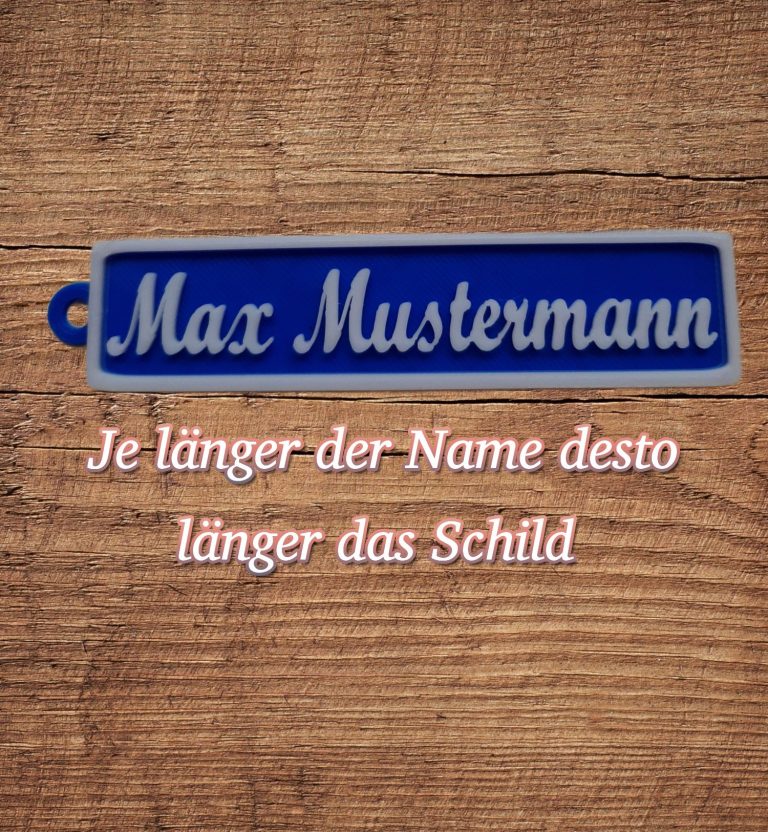 Max Mustermann
Je länger der Name desto
länger das Schild